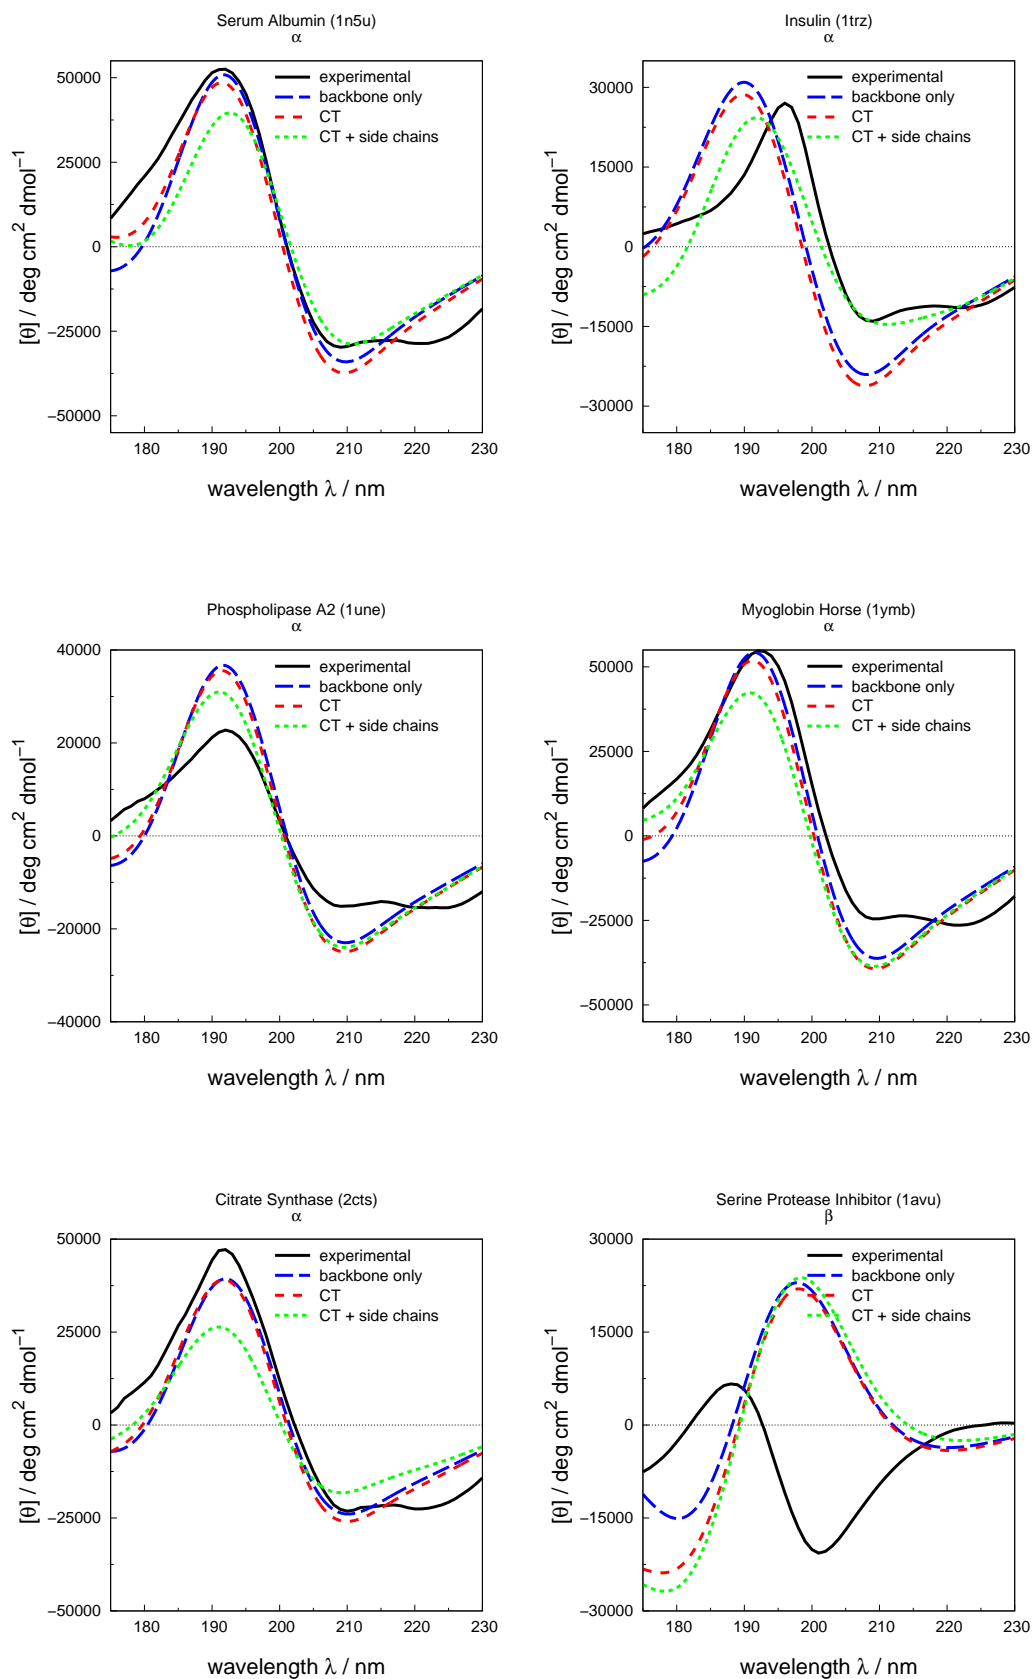 Serum Albumin (1n5u)
α
experimental
backbone only
CT
CT + side chains
50000
25000
0
−25000
−50000
180 190 200 210 220 230
[θ] / deg cm² dmol⁻¹
wavelength λ / nm
Insulin (1trz)
α
experimental
backbone only
CT
CT + side chains
30000
15000
0
−15000
−30000
180 190 200 210 220 230
[θ] / deg cm² dmol⁻¹
wavelength λ / nm
Phospholipase A2 (1une)
α
experimental
backbone only
CT
CT + side chains
40000
20000
0
−20000
−40000
180 190 200 210 220 230
[θ] / deg cm² dmol⁻¹
wavelength λ / nm
Myoglobin Horse (1ymb)
α
experimental
backbone only
CT
CT + side chains
50000
25000
0
−25000
−50000
180 190 200 210 220 230
[θ] / deg cm² dmol⁻¹
wavelength λ / nm
Citrate Synthase (2cts)
α
experimental
backbone only
CT
CT + side chains
50000
25000
0
−25000
−50000
180 190 200 210 220 230
[θ] / deg cm² dmol⁻¹
wavelength λ / nm
Serine Protease Inhibitor (1avu)
β
experimental
backbone only
CT
CT + side chains
30000
15000
0
−15000
−30000
180 190 200 210 220 230
[θ] / deg cm² dmol⁻¹
wavelength λ / nm